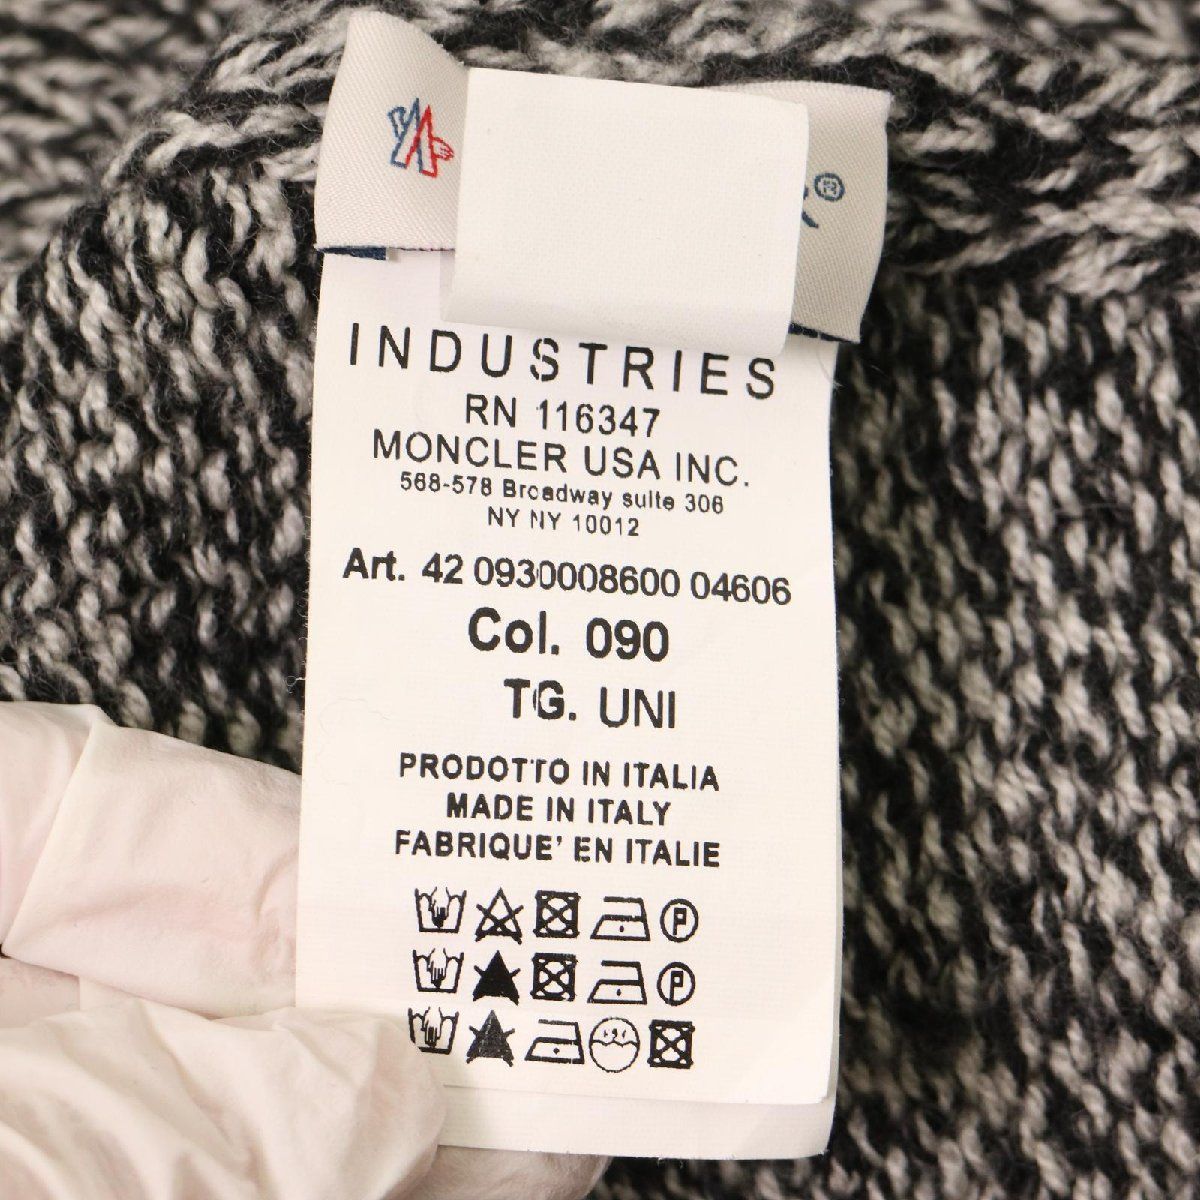 INDUSTRIES
RN 116347
MONCLER USA INC.
568-578 Broadway suite 306
NY NY 10012
Art. 42 0930008600 04606
Col. 090
TG. UNI
PRODOTTO IN ITALIA
MADE IN ITALY
FABRIQUE' EN ITALIE
P
P